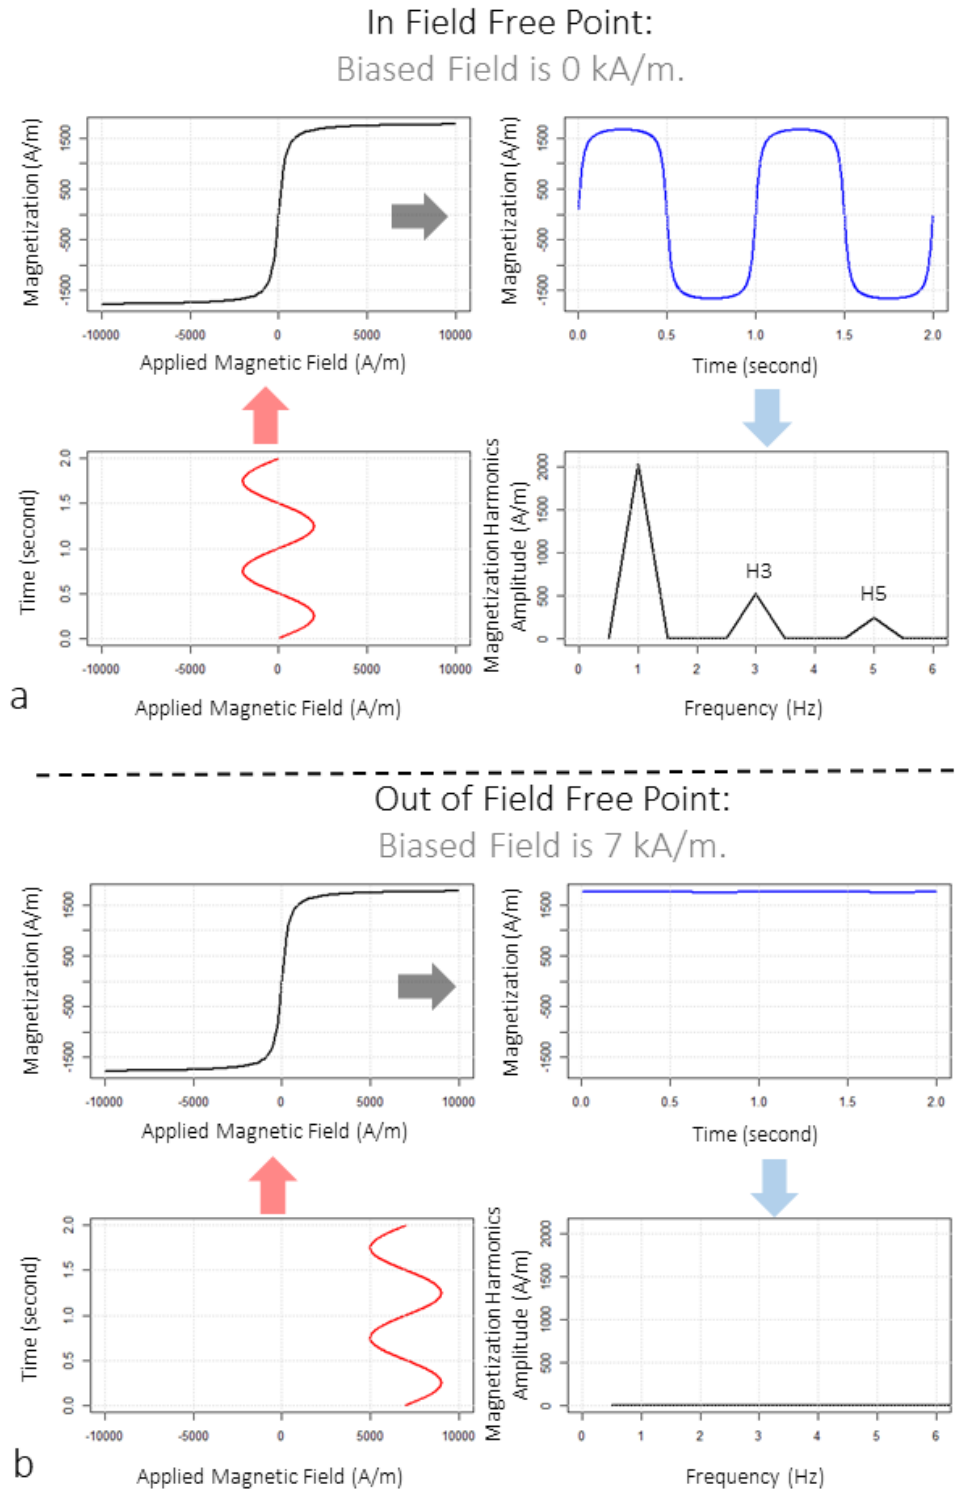 In Field Free Point:
Biased Field is 0 kA/m.
Magnetization (A/m)
1500
500
-500
-1500
-10000 -5000 0 5000 10000
Applied Magnetic Field (A/m)
Magnetization (A/m)
1500
500
-500
-1500
0.0 0.5 1.0 1.5 2.0
Time (second)
Time (second)
2.0
1.5
1.0
0.5
0.0
-10000 -5000 0 5000 10000
Applied Magnetic Field (A/m)
Magnetization Harmonics
Amplitude (A/m)
2000
1500
1000
500
0
H3
H5
0 1 2 3 4 5 6
Frequency (Hz)
a
Out of Field Free Point:
Biased Field is 7 kA/m.
Magnetization (A/m)
1500
500
-500
-1500
-10000 -5000 0 5000 10000
Applied Magnetic Field (A/m)
Magnetization (A/m)
1500
500
-500
-1500
0.0 0.5 1.0 1.5 2.0
Time (second)
Time (second)
2.0
1.5
1.0
0.5
0.0
-10000 -5000 0 5000 10000
Applied Magnetic Field (A/m)
Magnetization Harmonics
Amplitude (A/m)
2000
1500
1000
500
0
0 1 2 3 4 5 6
Frequency (Hz)
b